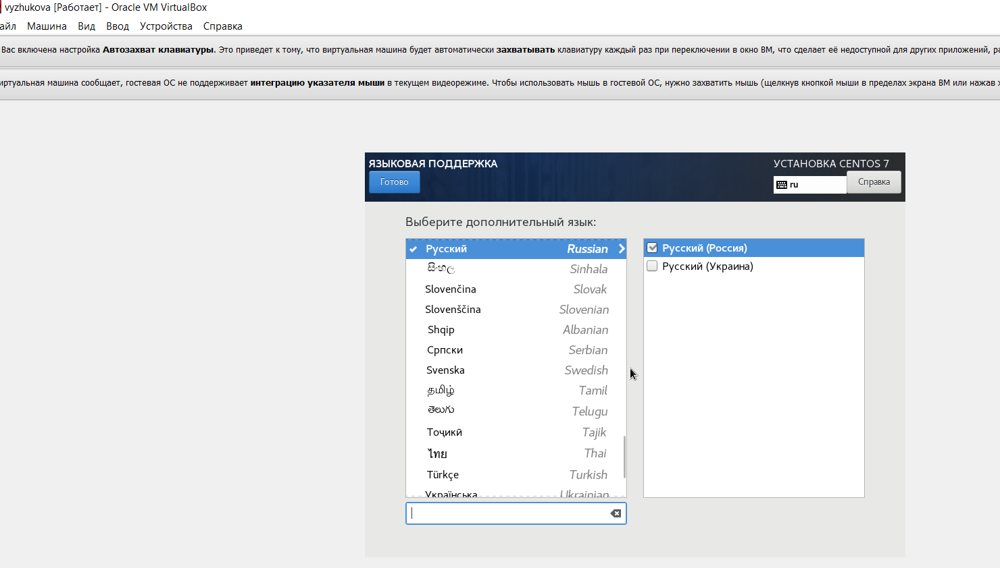 vyzhukova [Работает] - Oracle VM VirtualBox
айл Машина Вид Ввод Устройства Справка
Вас включена настройка Автозахват клавиатуры. Это приведет к тому, что виртуальная машина будет автоматически захватывать клавиатуру каждый раз при переключении в окно ВМ, что сделает её недоступной для других приложений, ра
иртуальная машина сообщает, гостевая ОС не поддерживает интеграцию указателя мыши в текущем видеорежиме. Чтобы использовать мышь в гостевой ОС, нужно захватить мышь (щелкнув кнопкой мыши в пределах экрана ВМ или нажав х
ЯЗЫКОВАЯ ПОДДЕРЖКА
УСТАНОВКА CENTOS 7
Готово
ru
Справка
Выберите дополнительный язык:
Русский Russian
සිංහල Sinhala
Slovenčina Slovak
Slovenščina Slovenian
Shqip Albanian
Српски Serbian
Svenska Swedish
தமிழ் Tamil
తెలుగు Telugu
Тоҷикӣ Tajik
ไทย Thai
Türkçe Turkish
Українська Ukrainian
Русский (Россия)
Русский (Украина)